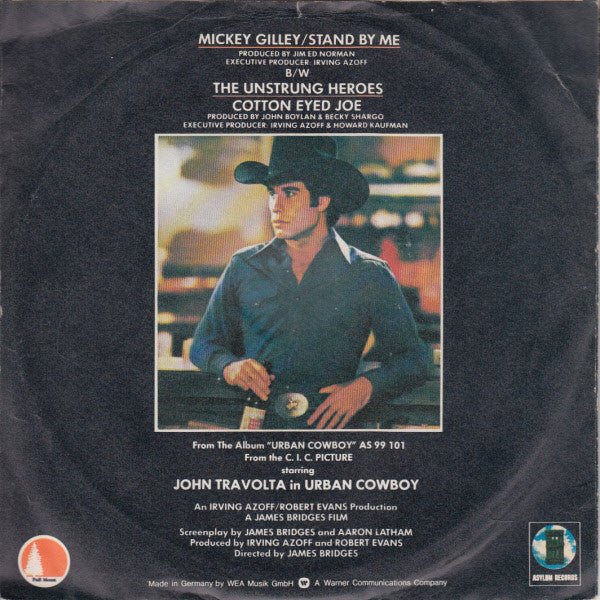 MICKEY GILLEY/STAND BY ME
PRODUCED BY JIM ED NORMAN
EXECUTIVE PRODUCER: IRVING AZOFF
B/W
THE UNSTRUNG HEROES
COTTON EYED JOE
PRODUCED BY JOHN BOYLAN & BECKY SHARGO
EXECUTIVE PRODUCER: IRVING AZOFF & HOWARD KAUFMAN
From The Album "URBAN COWBOY" AS 99 101
From the C. I. C. PICTURE
starring
JOHN TRAVOLTA in URBAN COWBOY
An IRVING AZOFF/ROBERT EVANS Production
A JAMES BRIDGES FILM
Screenplay by JAMES BRIDGES and AARON LATHAM
Produced by IRVING AZOFF and ROBERT EVANS
Directed by JAMES BRIDGES
Full Moon
ASYLUM RECORDS
Made in Germany by WEA Musik GmbH W A Warner Communications Company